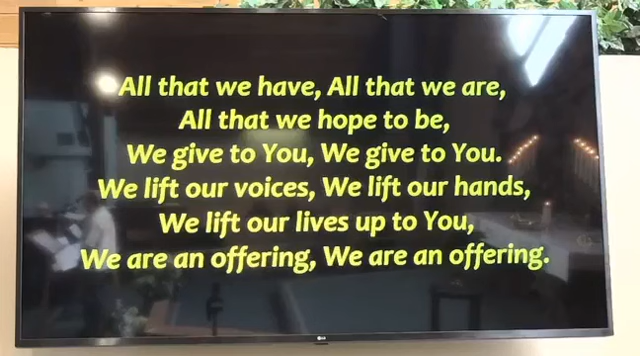 All that we have, All that we are,
All that we hope to be,
We give to You, We give to You.
We lift our voices, We lift our hands,
We lift our lives up to You,
We are an offering, We are an offering.
LG